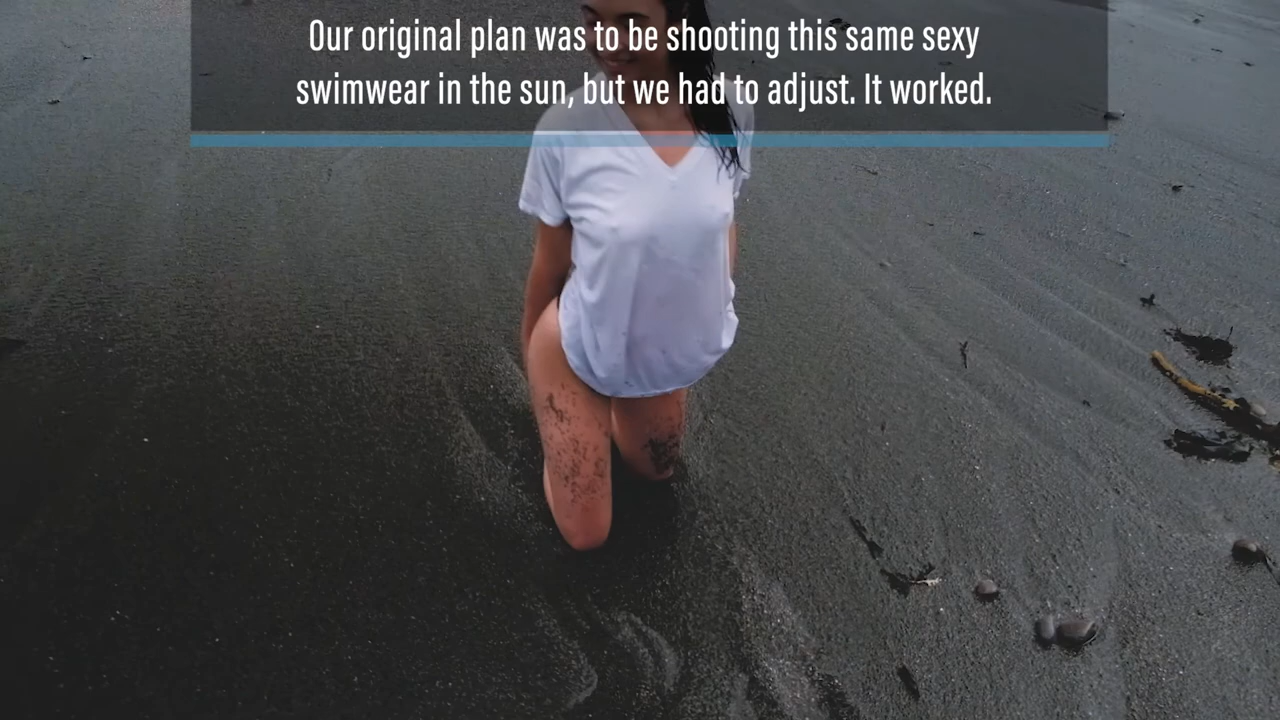 Our original plan was to be shooting this same sexy
swimwear in the sun, but we had to adjust. It worked.